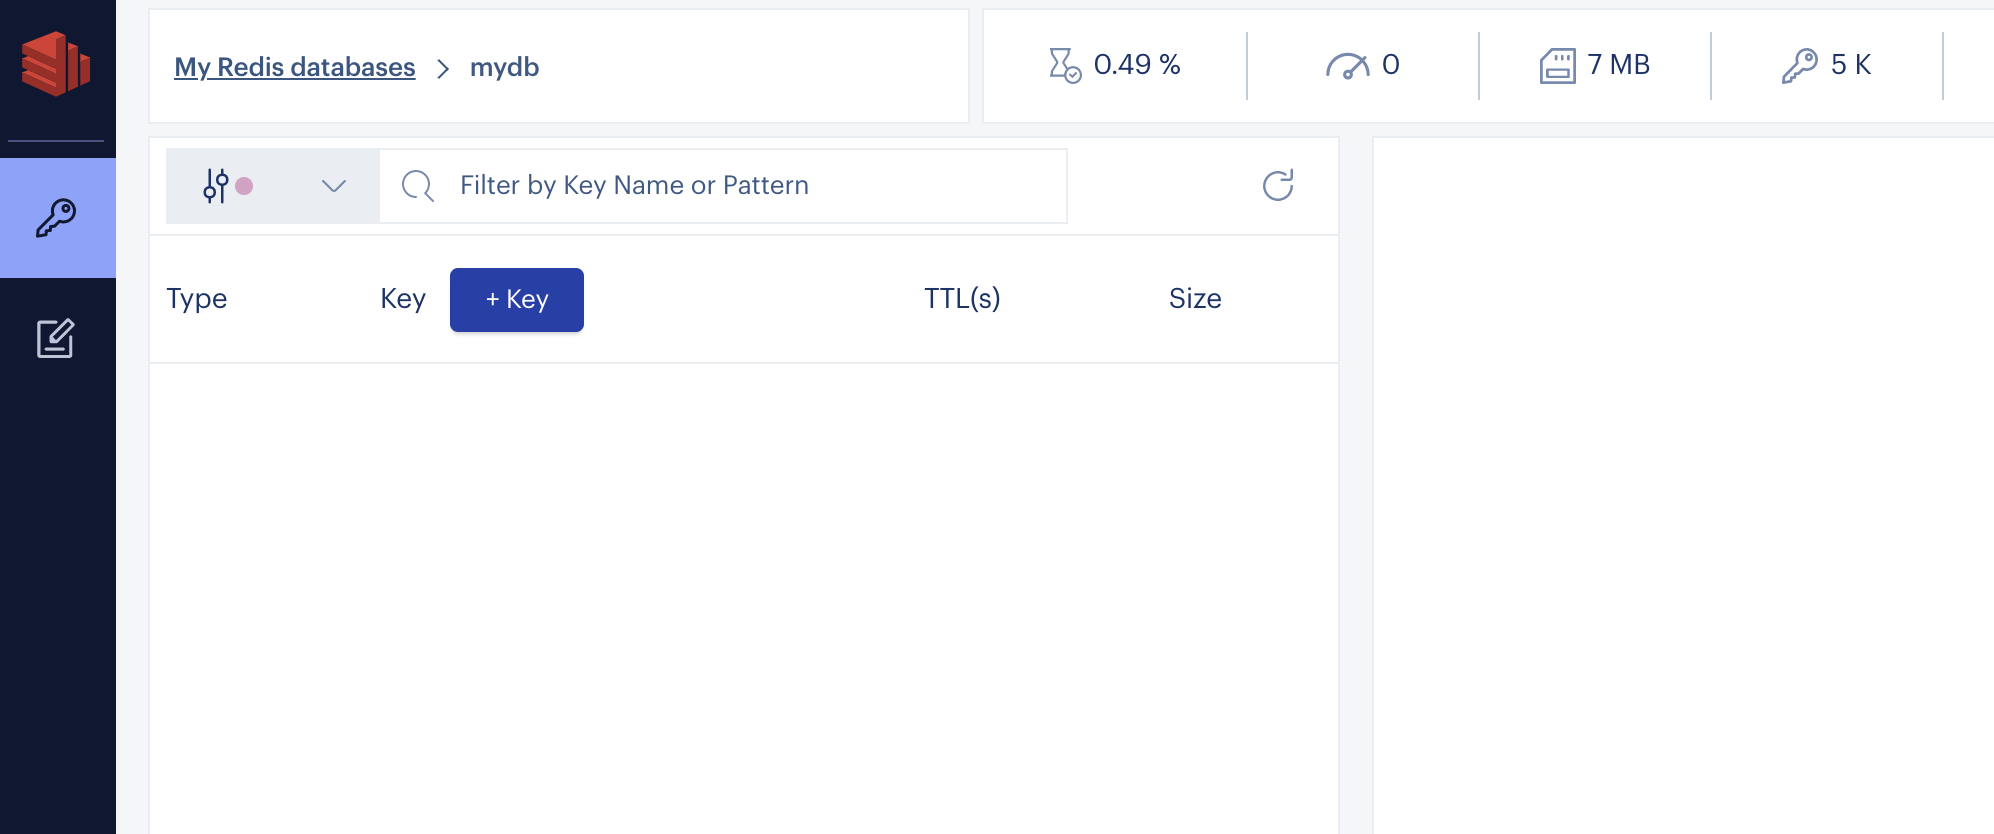 My Redis databases > mydb
0.49 %
0
7 MB
5 K
Filter by Key Name or Pattern
Type Key + Key TTL(s) Size